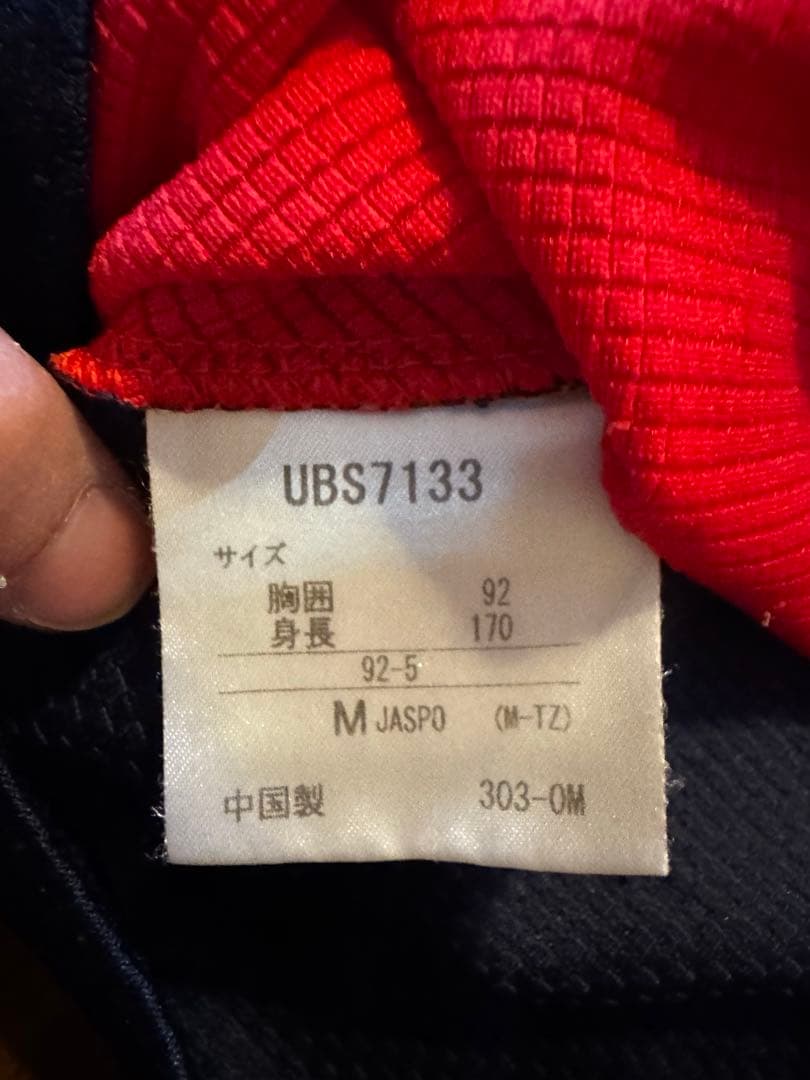 UBS7133
サイズ
胸囲 92
身長 170
92-5
M JASPO (M-TZ)
中国製 303-0M